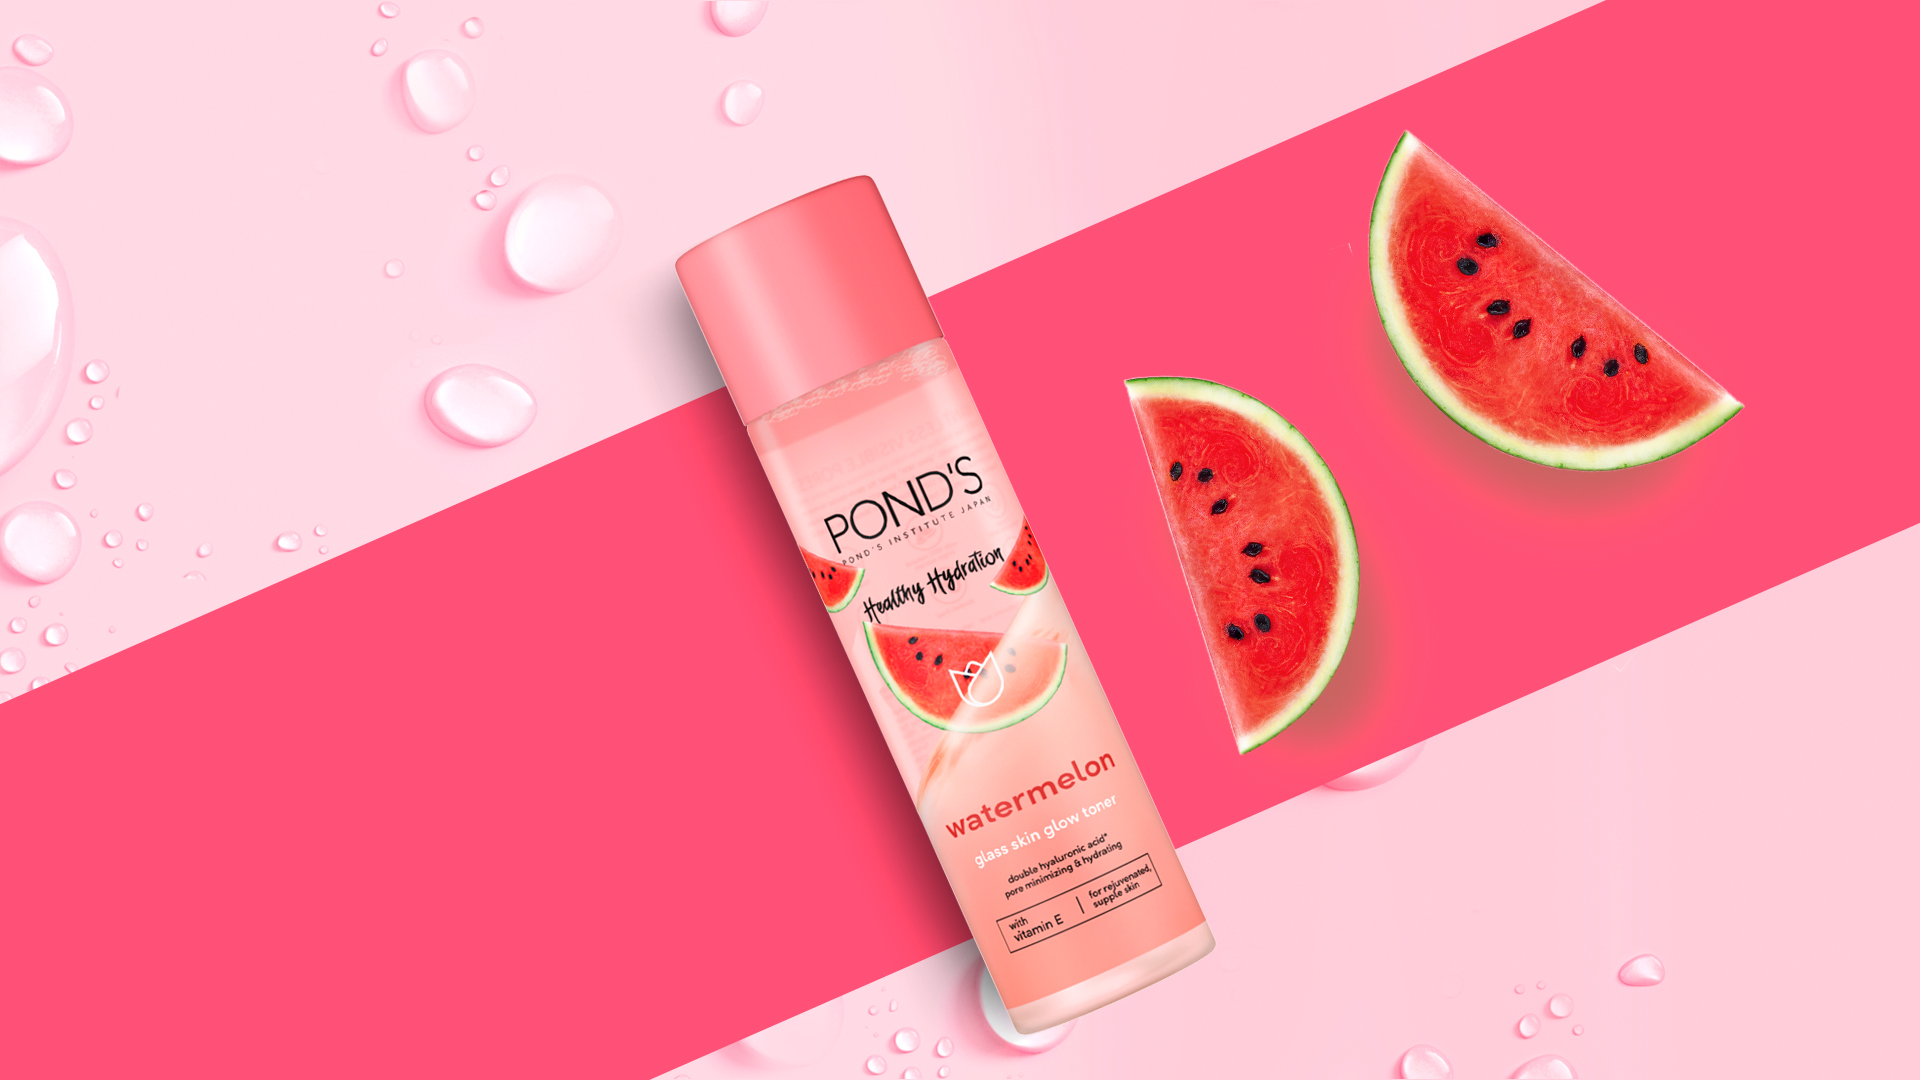 POND'S
POND'S INSTITUTE JAPAN
Healthy Hydration
watermelon
glass skin glow toner
double hyaluronic acid*
pore minimizing & hydrating
with
vitamin E
for rejuvenated,
supple skin